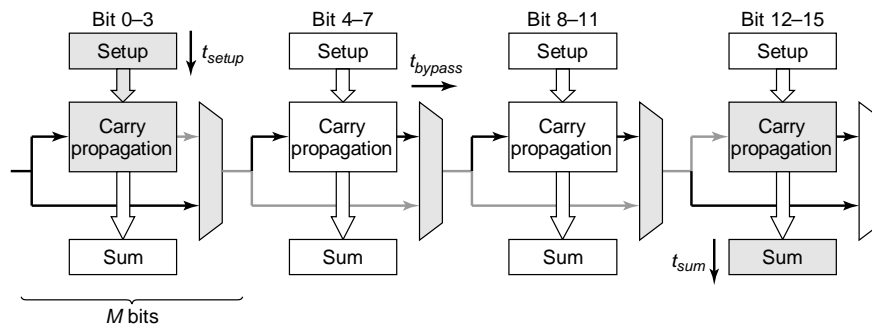 Bit 0–3
Bit 4–7
Bit 8–11
Bit 12–15
Setup
t_setup
Setup
t_bypass
Setup
Setup
Carry
propagation
Carry
propagation
Carry
propagation
Carry
propagation
Sum
Sum
Sum
t_sum
Sum
M bits